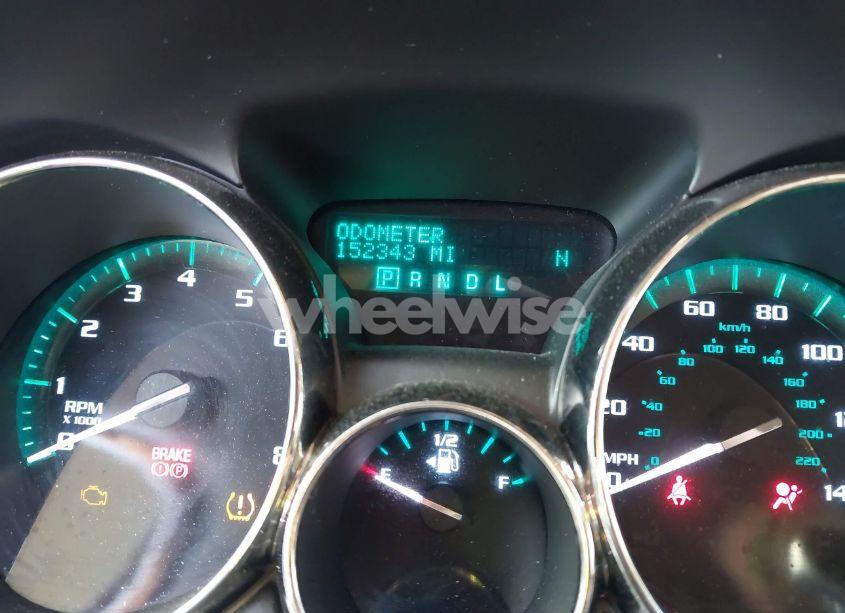 ODOMETER
152343 MI N
P R N D L
wheelwise
0 1 2 3 4 5 6 8
RPM
X 1000
BRAKE
(!) (P)
E 1/2 F
20 40 60 80 100
km/h
0 20 40 60 80 100 120 140 160 180 200 220
MPH
0
14